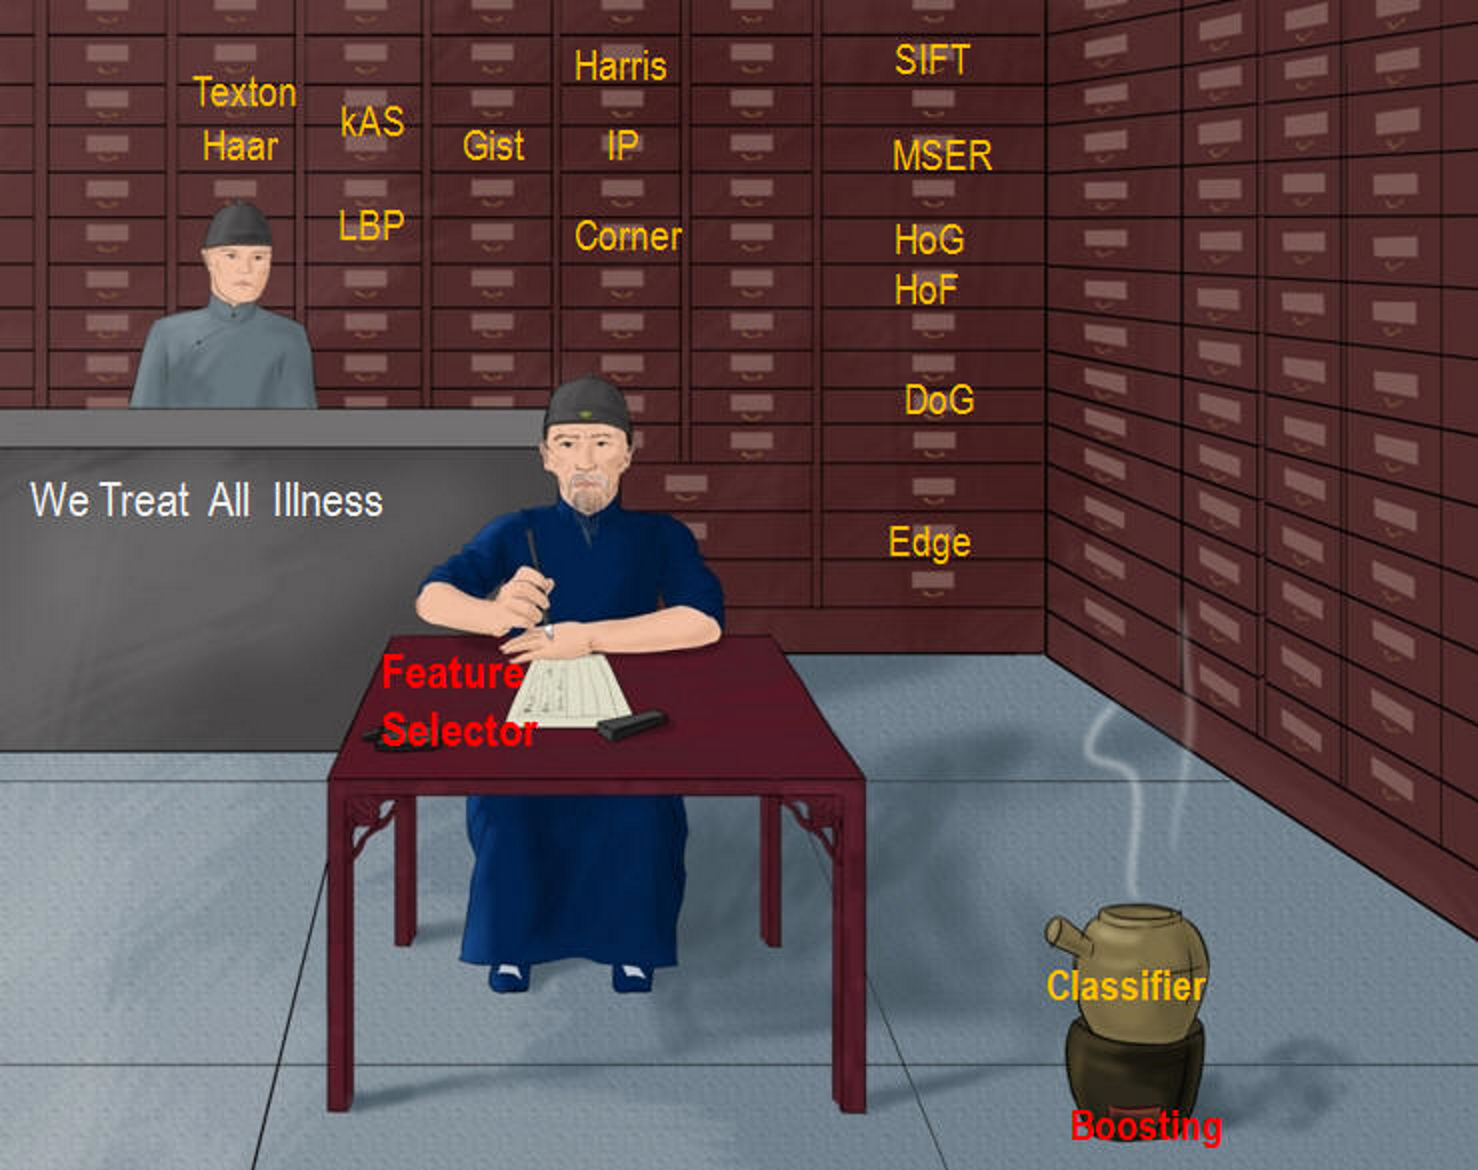 Texton
Haar
kAS
LBP
Gist
Harris
IP
Corner
SIFT
MSER
HoG
HoF
DoG
Edge
We Treat All Illness
Feature
Selector
Classifier
Boosting